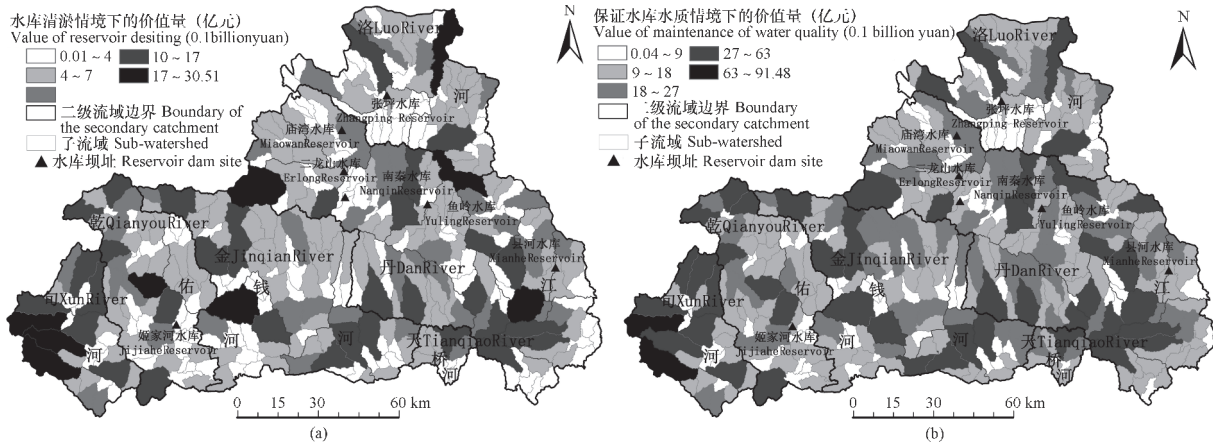 水库清淤情境下的价值量 (亿元)
Value of reservoir desiting (0.1billionyuan)
0.01 ~ 4
10 ~ 17
4 ~ 7
17 ~ 30.51
二级流域边界 Boundary of
the secondary catchment
子流域 Sub-watershed
▲ 水库坝址 Reservoir dam site
N
洛LuoRiver
河
张坪水库
Zhangping Reservoir
庙湾水库
MiaowanReservoir
二龙山水库
ErlongReservoir
南秦水库
NanqinReservoir
鱼岭水库
YulingReservoir
乾QianyouRiver
金JinqianRiver
丹DanRiver
县河水库
XianheReservoir
佑
钱
江
旬XunRiver
姬家河水库
JijiaheReservoir
河
河
河
天TianqiaoRiver
桥
河
0 15 30 60 km
(a)
保证水库水质情境下的价值量 (亿元)
Value of maintenance of water quality (0.1 billion yuan)
0.04 ~ 9
27 ~ 63
9 ~ 18
63 ~ 91.48
18 ~ 27
二级流域边界 Boundary
of the secondary catchment
子流域 Sub-watershed
▲ 水库坝址 Reservoir dam site
N
洛LuoRiver
河
张坪水库
Zhangping Reservoir
庙湾水库
MiaowanReservoir
二龙山水库
ErlongReservoir
南秦水库
NanqinReservoir
鱼岭水库
YulingReservoir
乾QianyouRiver
金JinqianRiver
丹DanRiver
县河水库
XianheReservoir
佑
钱
江
旬XunRiver
姬家河水库
JijiaheReservoir
河
河
河
天TianqiaoRiver
桥
河
0 15 30 60 km
(b)